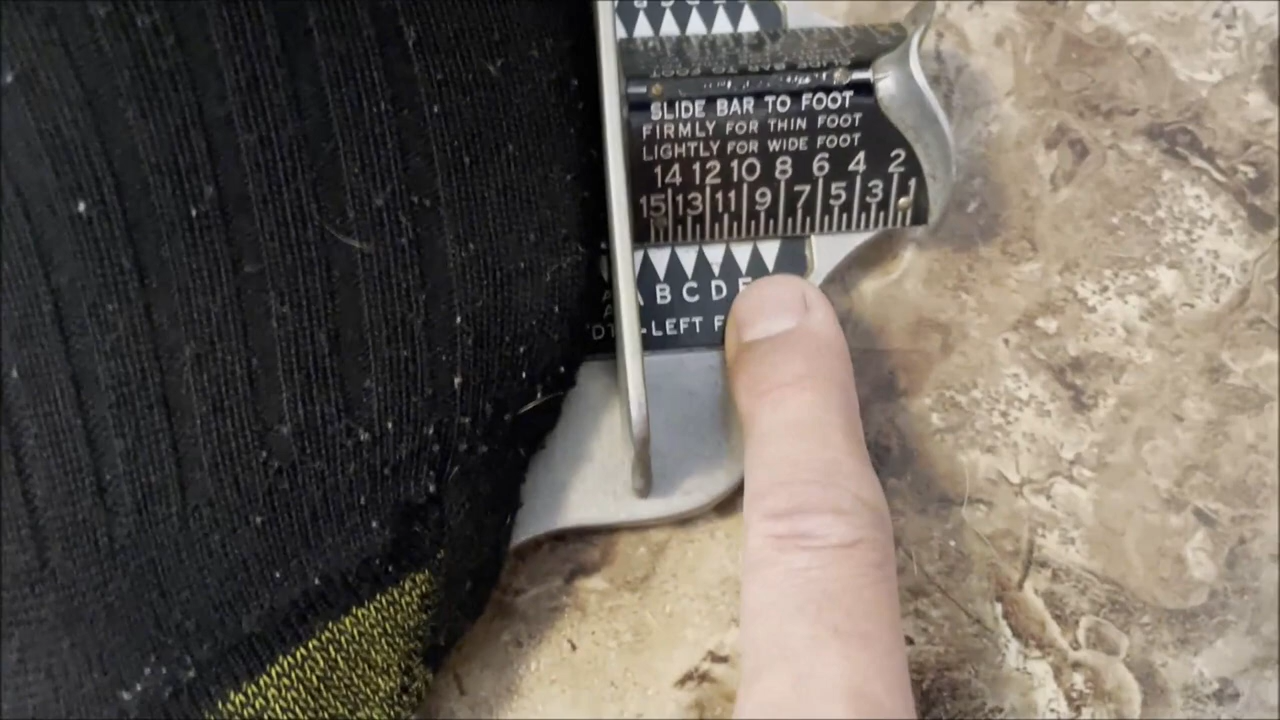 SLIDE BAR TO FOOT
FIRMLY FOR THIN FOOT
LIGHTLY FOR WIDE FOOT
14 12 10 8 6 4 2
15 13 11 9 7 5 3 1
A B C D E
LEFT